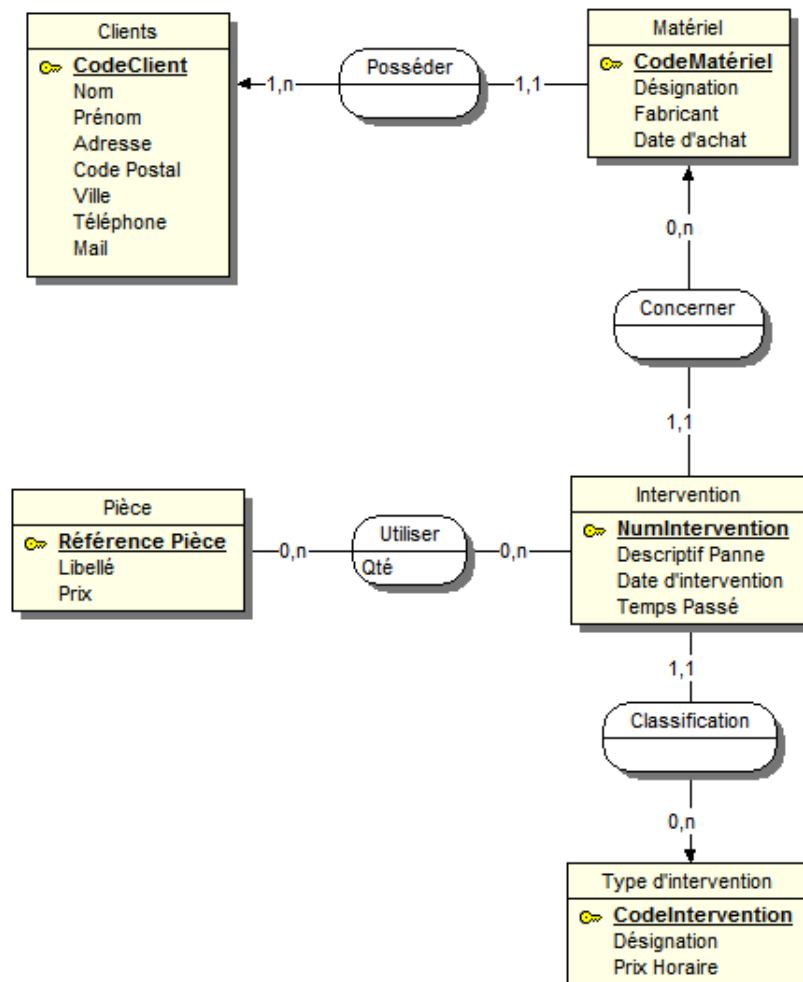 Clients
CodeClient
Nom
Prénom
Adresse
Code Postal
Ville
Téléphone
Mail
1,n
Posséder
1,1
Matériel
CodeMatériel
Désignation
Fabricant
Date d'achat
0,n
Concerner
1,1
Pièce
Référence Pièce
Libellé
Prix
0,n
Utiliser
Qté
0,n
Intervention
NumIntervention
Descriptif Panne
Date d'intervention
Temps Passé
1,1
Classification
0,n
Type d'intervention
CodeIntervention
Désignation
Prix Horaire